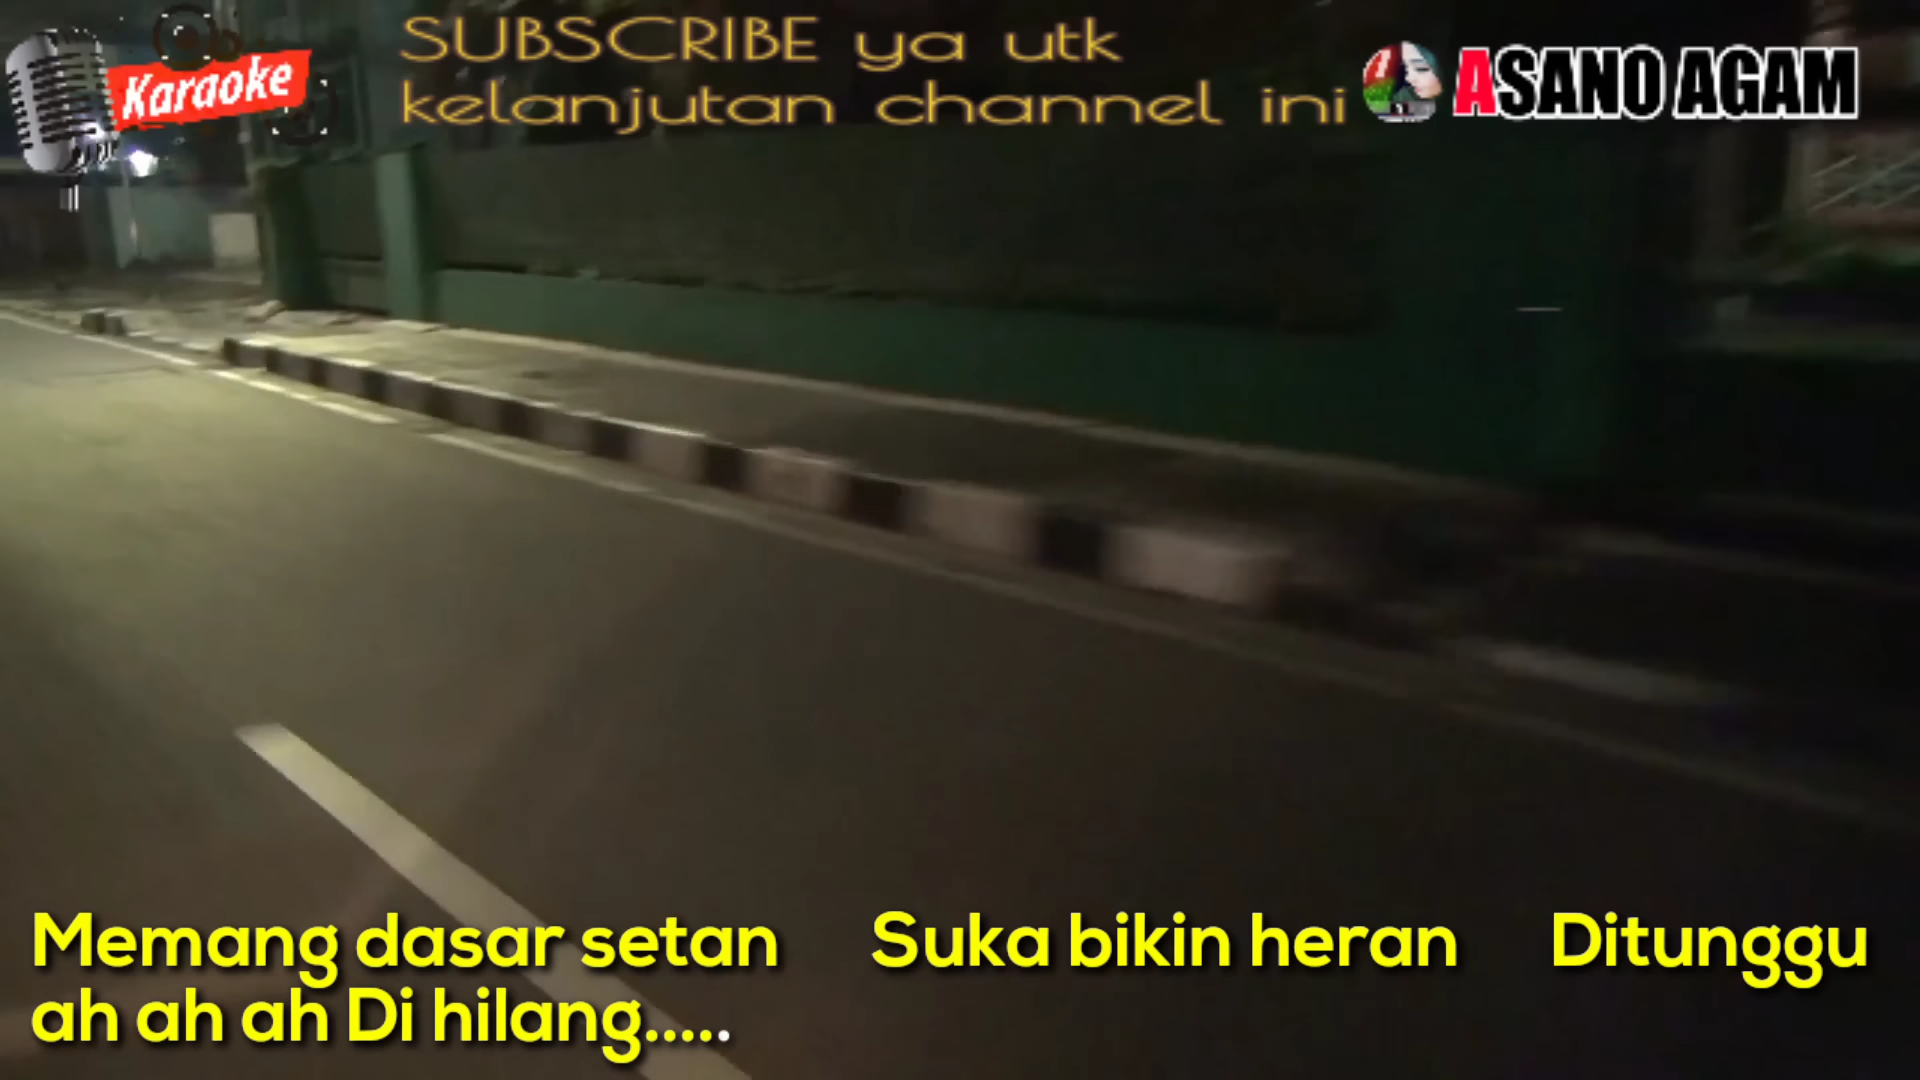 Karaoke
SUBSCRIBE ya utk
kelanjutan channel ini
ASANO AGAM
Memang dasar setan Suka bikin heran Ditunggu
ah ah ah Di hilang.....